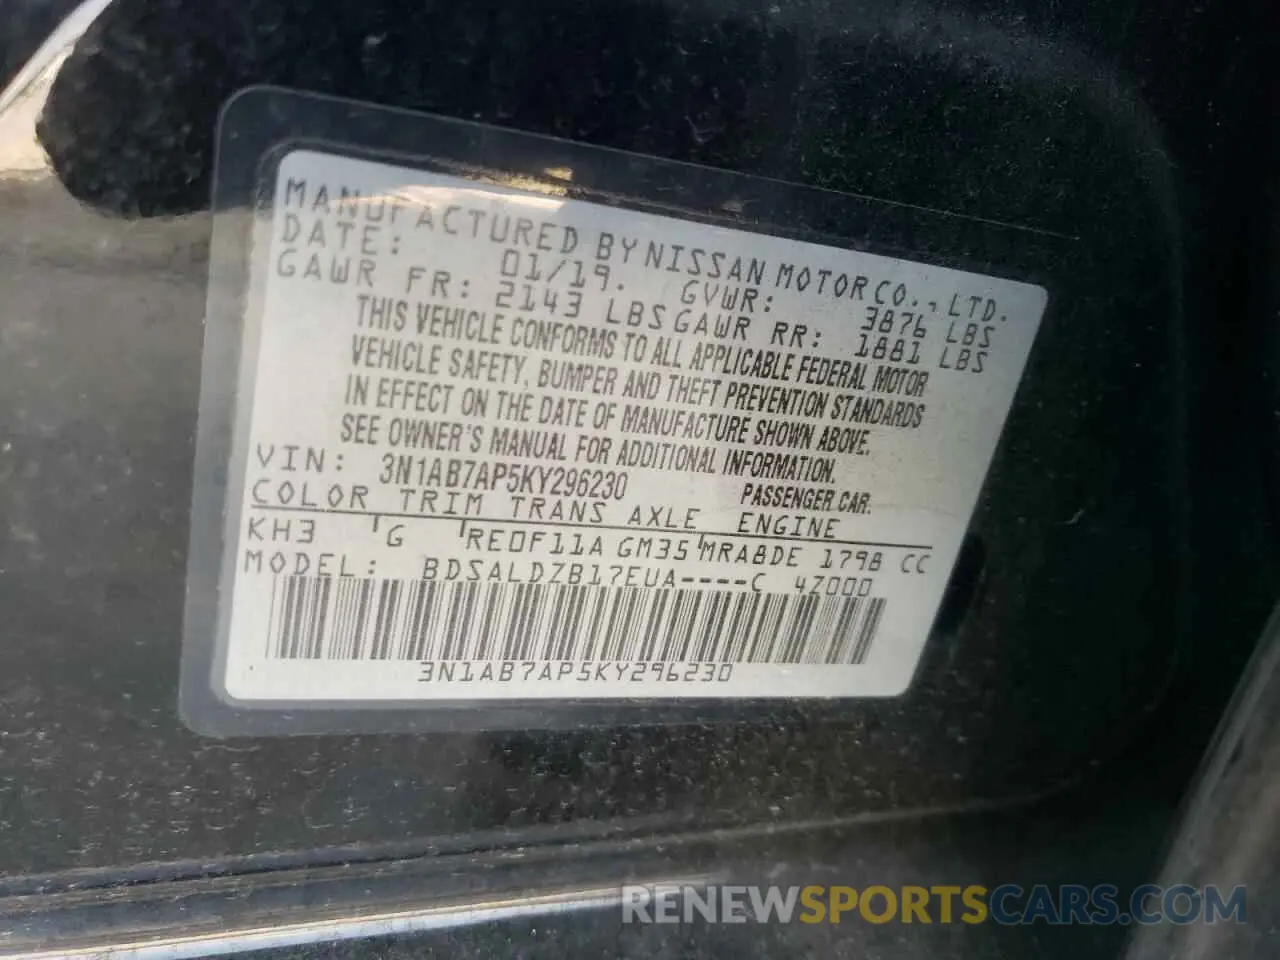 MANUFACTURED BY NISSAN MOTOR CO., LTD.
DATE: 01/19. GVWR: 3876 LBS
GAWR FR: 2143 LBS GAWR RR: 1881 LBS
THIS VEHICLE CONFORMS TO ALL APPLICABLE FEDERAL MOTOR
VEHICLE SAFETY, BUMPER AND THEFT PREVENTION STANDARDS
IN EFFECT ON THE DATE OF MANUFACTURE SHOWN ABOVE.
SEE OWNER'S MANUAL FOR ADDITIONAL INFORMATION.
VIN: 3N1AB7AP5KY296230 PASSENGER CAR.
COLOR TRIM TRANS AXLE ENGINE
KH3 G RE0F11A GM35 MRA8DE 1798 CC
MODEL: BDSALDZB17EUA----C 4Z000
3N1AB7AP5KY296230
RENEWSPORTSCARS.COM